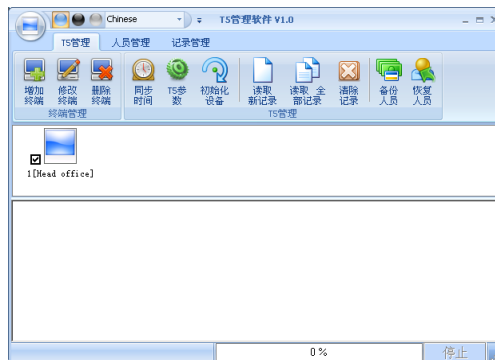 Chinese
T5管理软件 V1.0
T5管理 人员管理 记录管理
增加终端 修改终端 删除终端 同步时间 T5参数 初始化设备 读取新记录 读取 全部记录 清除记录 备份人员 恢复人员
终端管理 T5管理
1[Head office]
0% 停止